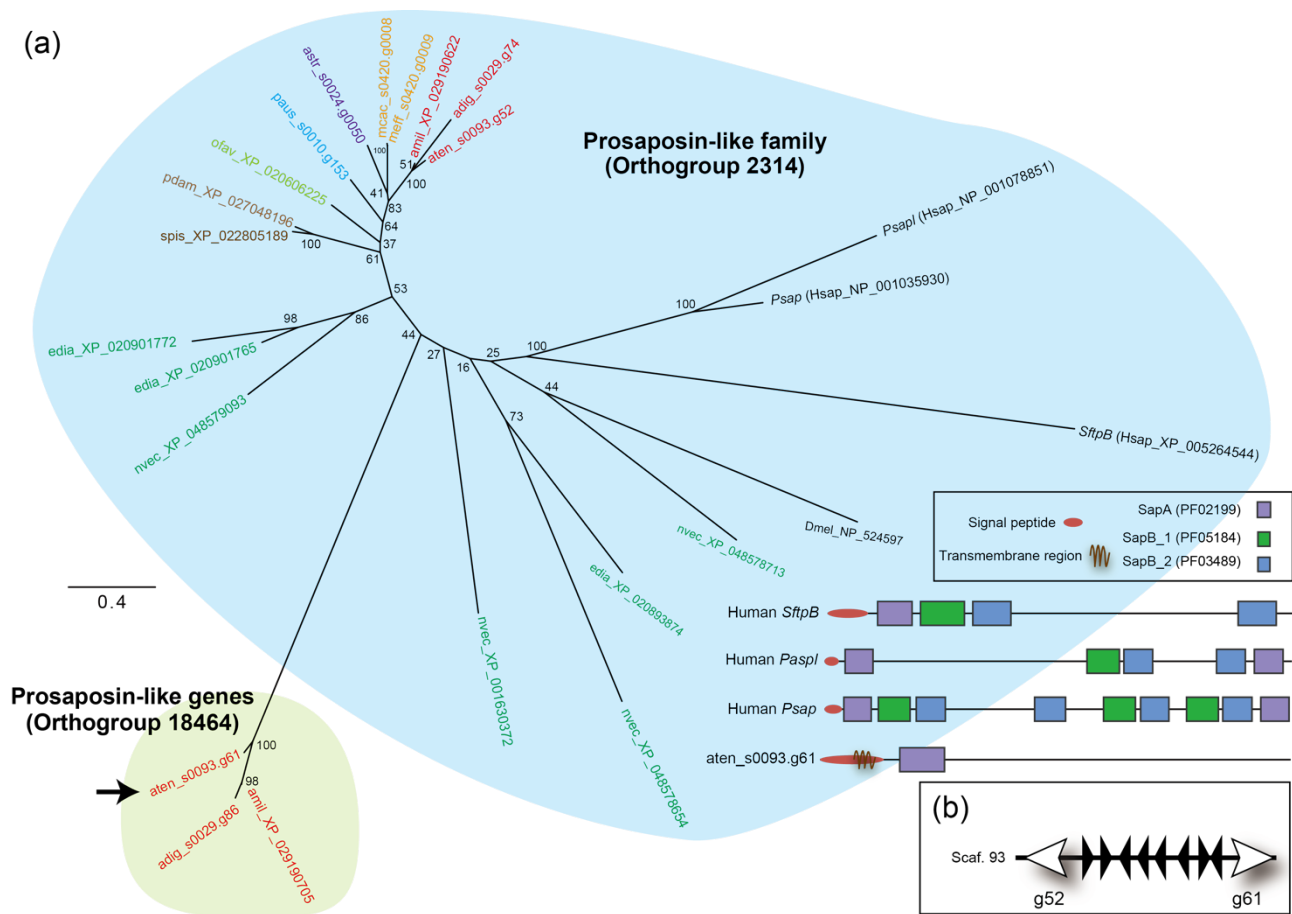 (a)
astr_s0024.g0050
mcac_s0420.g0008
meff_s0420.g0009
amil_XP_029190622
adig_s0029.g74
aten_s0093.g52
paus_s0010.g153
ofav_XP_020606225
pdam_XP_027048196
spis_XP_022805189
Prosaposin-like family
(Orthogroup 2314)
100
51
100
41
83
64
37
100
61
53
98
86
44
27
16
25
100
100
44
73
Psapl (Hsap_NP_001078851)
Psap (Hsap_NP_001035930)
SftpB (Hsap_XP_005264544)
edia_XP_020901772
edia_XP_020901765
nvec_XP_048579093
Dmel_NP_524597
nvec_XP_048578713
edia_XP_020893874
nvec_XP_001630372
nvec_XP_048578654
0.4
Signal peptide
Transmembrane region
SapA (PF02199)
SapB_1 (PF05184)
SapB_2 (PF03489)
Human SftpB
Human Paspl
Human Psap
aten_s0093.g61
Prosaposin-like genes
(Orthogroup 18464)
100
98
aten_s0093.g61
adig_s0029.g86
amil_XP_029190705
(b)
Scaf. 93
g52
g61